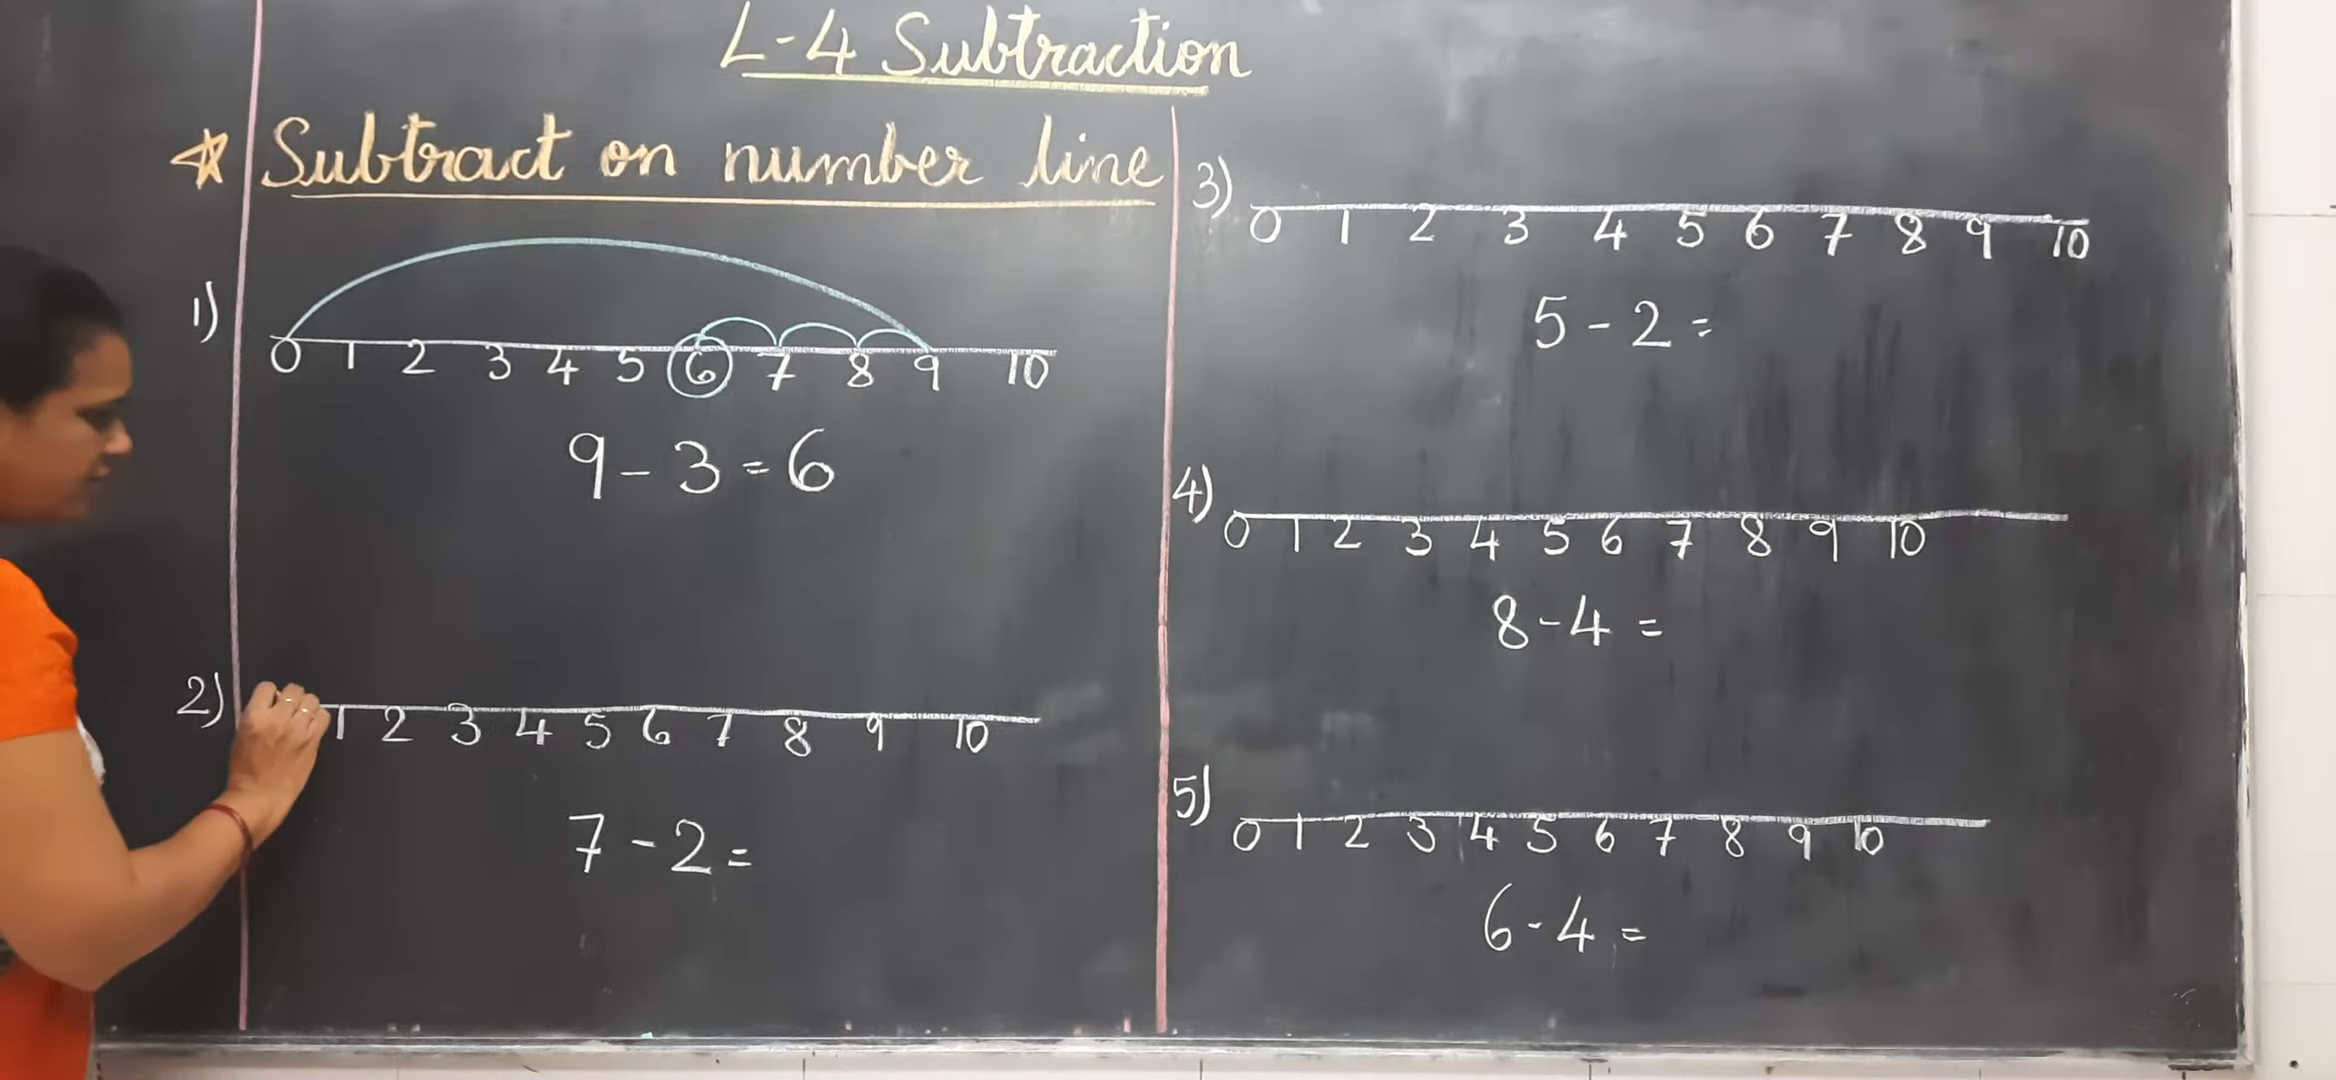 L-4 Subtraction
☆ Subtract on number line
1)
0 1 2 3 4 5 6 7 8 9 10
9 - 3 = 6
2)
1 2 3 4 5 6 7 8 9 10
7 - 2 =
3)
0 1 2 3 4 5 6 7 8 9 10
5 - 2 =
4)
0 1 2 3 4 5 6 7 8 9 10
8 - 4 =
5)
0 1 2 3 4 5 6 7 8 9 10
6 - 4 =